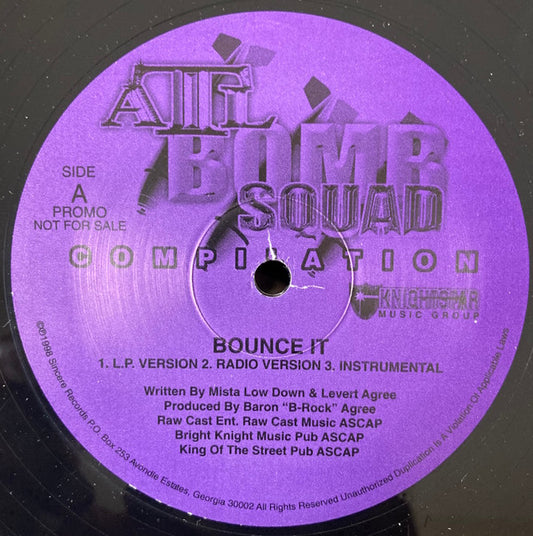 ATL
BOMB
SQUAD
COMPILATION
SIDE
A
PROMO
NOT FOR SALE
KNIGHTSTAR
MUSIC GROUP
BOUNCE IT
1. L.P. VERSION 2. RADIO VERSION 3. INSTRUMENTAL
Written By Mista Low Down & Levert Agree
Produced By Baron "B-Rock" Agree
Raw Cast Ent. Raw Cast Music ASCAP
Bright Knight Music Pub ASCAP
King Of The Street Pub ASCAP
©℗1998 Sincere Records P.O. Box 253 Avondle Estates, Georgia 30002 All Rights Reserved Unauthorized Duplication Is A Violation Of Applicable Laws